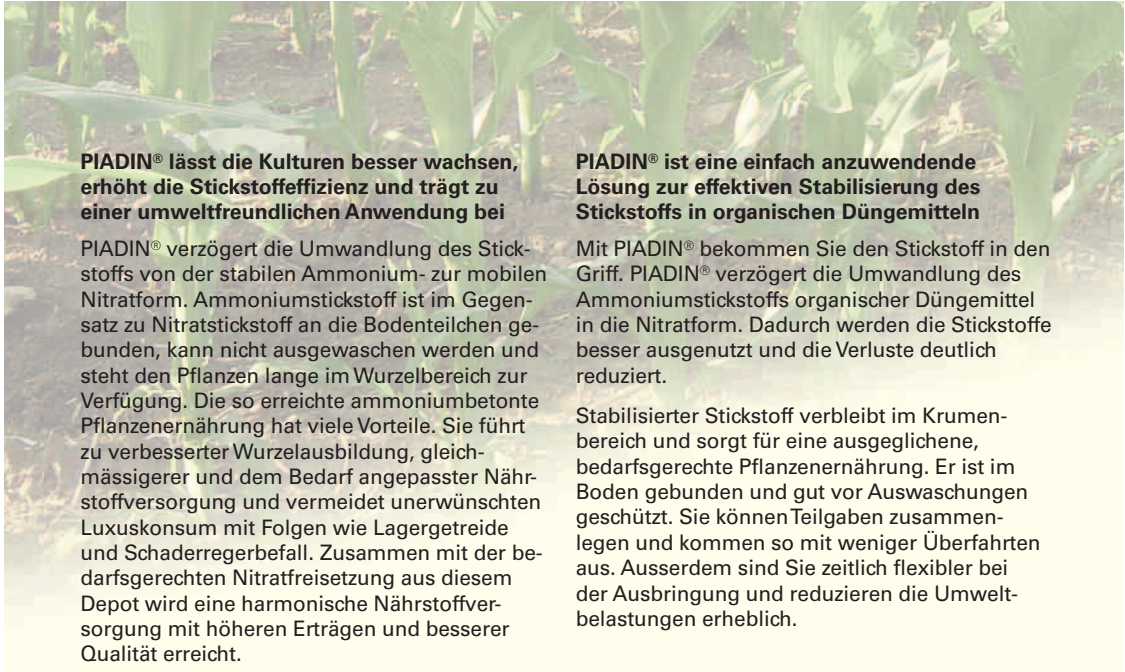 PIADIN® lässt die Kulturen besser wachsen,
erhöht die Stickstoffeffizienz und trägt zu
einer umweltfreundlichen Anwendung bei
PIADIN® verzögert die Umwandlung des Stick-
stoffs von der stabilen Ammonium- zur mobilen
Nitratform. Ammoniumstickstoff ist im Gegen-
satz zu Nitratstickstoff an die Bodenteilchen ge-
bunden, kann nicht ausgewaschen werden und
steht den Pflanzen lange im Wurzelbereich zur
Verfügung. Die so erreichte ammoniumbetonte
Pflanzenernährung hat viele Vorteile. Sie führt
zu verbesserter Wurzelausbildung, gleich-
mässigerer und dem Bedarf angepasster Nähr-
stoffversorgung und vermeidet unerwünschten
Luxuskonsum mit Folgen wie Lagergetreide
und Schaderregerbefall. Zusammen mit der be-
darfsgerechten Nitratfreisetzung aus diesem
Depot wird eine harmonische Nährstoffver-
sorgung mit höheren Erträgen und besserer
Qualität erreicht.
PIADIN® ist eine einfach anzuwendende
Lösung zur effektiven Stabilisierung des
Stickstoffs in organischen Düngemitteln
Mit PIADIN® bekommen Sie den Stickstoff in den
Griff. PIADIN® verzögert die Umwandlung des
Ammoniumstickstoffs organischer Düngemittel
in die Nitratform. Dadurch werden die Stickstoffe
besser ausgenutzt und die Verluste deutlich
reduziert.
Stabilisierter Stickstoff verbleibt im Krumen-
bereich und sorgt für eine ausgeglichene,
bedarfsgerechte Pflanzenernährung. Er ist im
Boden gebunden und gut vor Auswaschungen
geschützt. Sie können Teilgaben zusammen-
legen und kommen so mit weniger Überfahrten
aus. Ausserdem sind Sie zeitlich flexibler bei
der Ausbringung und reduzieren die Umwelt-
belastungen erheblich.